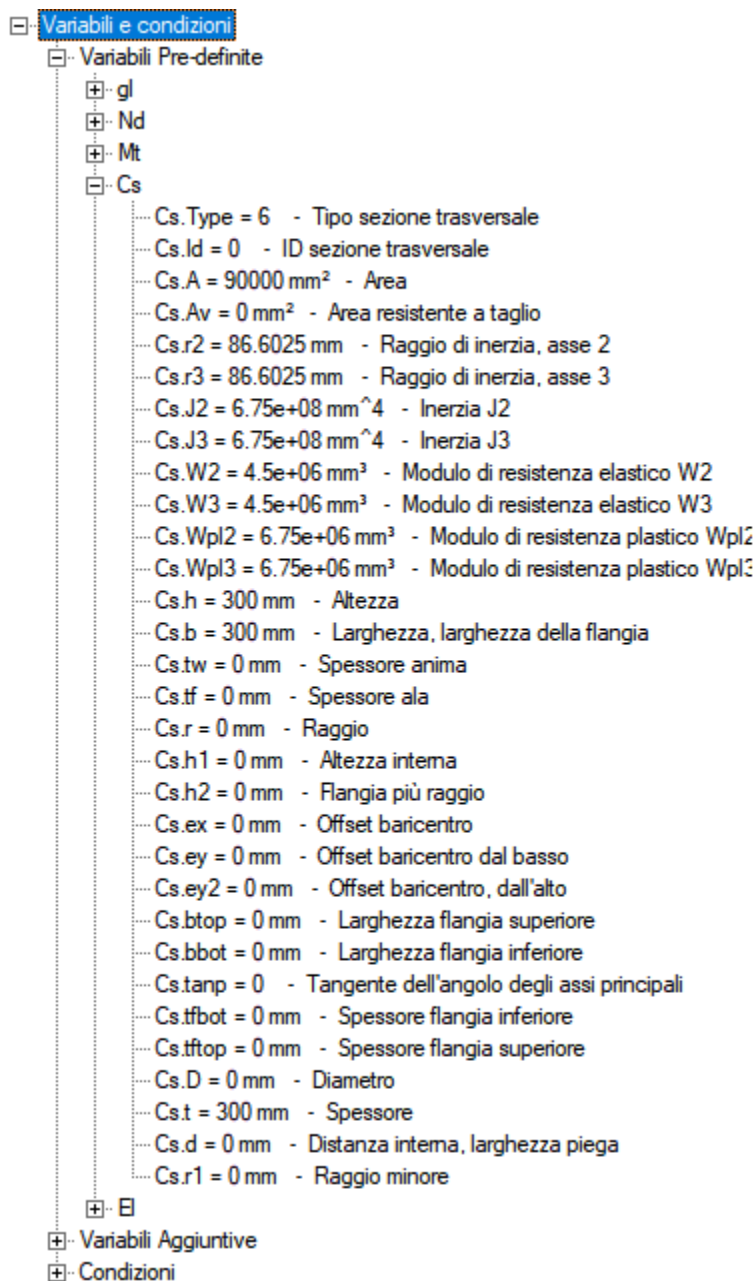 Variabili e condizioni
Variabili Pre-definite
gl
Nd
Mt
Cs
Cs.Type = 6 - Tipo sezione trasversale
Cs.Id = 0 - ID sezione trasversale
Cs.A = 90000 mm² - Area
Cs.Av = 0 mm² - Area resistente a taglio
Cs.r2 = 86.6025 mm - Raggio di inerzia, asse 2
Cs.r3 = 86.6025 mm - Raggio di inerzia, asse 3
Cs.J2 = 6.75e+08 mm^4 - Inerzia J2
Cs.J3 = 6.75e+08 mm^4 - Inerzia J3
Cs.W2 = 4.5e+06 mm³ - Modulo di resistenza elastico W2
Cs.W3 = 4.5e+06 mm³ - Modulo di resistenza elastico W3
Cs.Wpl2 = 6.75e+06 mm³ - Modulo di resistenza plastico Wpl2
Cs.Wpl3 = 6.75e+06 mm³ - Modulo di resistenza plastico Wpl3
Cs.h = 300 mm - Altezza
Cs.b = 300 mm - Larghezza, larghezza della flangia
Cs.tw = 0 mm - Spessore anima
Cs.tf = 0 mm - Spessore ala
Cs.r = 0 mm - Raggio
Cs.h1 = 0 mm - Altezza interna
Cs.h2 = 0 mm - Flangia più raggio
Cs.ex = 0 mm - Offset baricentro
Cs.ey = 0 mm - Offset baricentro dal basso
Cs.ey2 = 0 mm - Offset baricentro, dall'alto
Cs.btop = 0 mm - Larghezza flangia superiore
Cs.bbot = 0 mm - Larghezza flangia inferiore
Cs.tanp = 0 - Tangente dell'angolo degli assi principali
Cs.tfbot = 0 mm - Spessore flangia inferiore
Cs.tftop = 0 mm - Spessore flangia superiore
Cs.D = 0 mm - Diametro
Cs.t = 300 mm - Spessore
Cs.d = 0 mm - Distanza interna, larghezza piega
Cs.r1 = 0 mm - Raggio minore
El
Variabili Aggiuntive
Condizioni